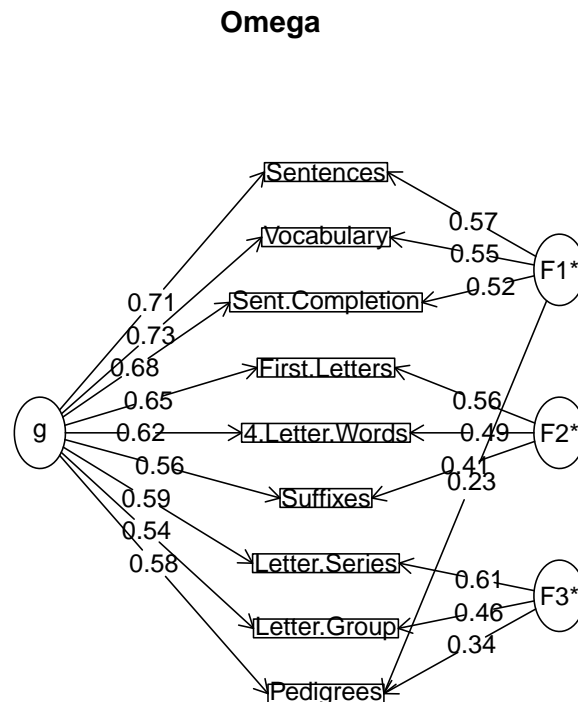 Omega
Sentences
Vocabulary
Sent.Completion
First.Letters
4.Letter.Words
Suffixes
Letter.Series
Letter.Group
Pedigrees
g
0.71
0.73
0.68
0.65
0.62
0.56
0.59
0.54
0.58
F1*
0.57
0.55
0.52
0.23
F2*
0.56
0.49
0.41
F3*
0.61
0.46
0.34